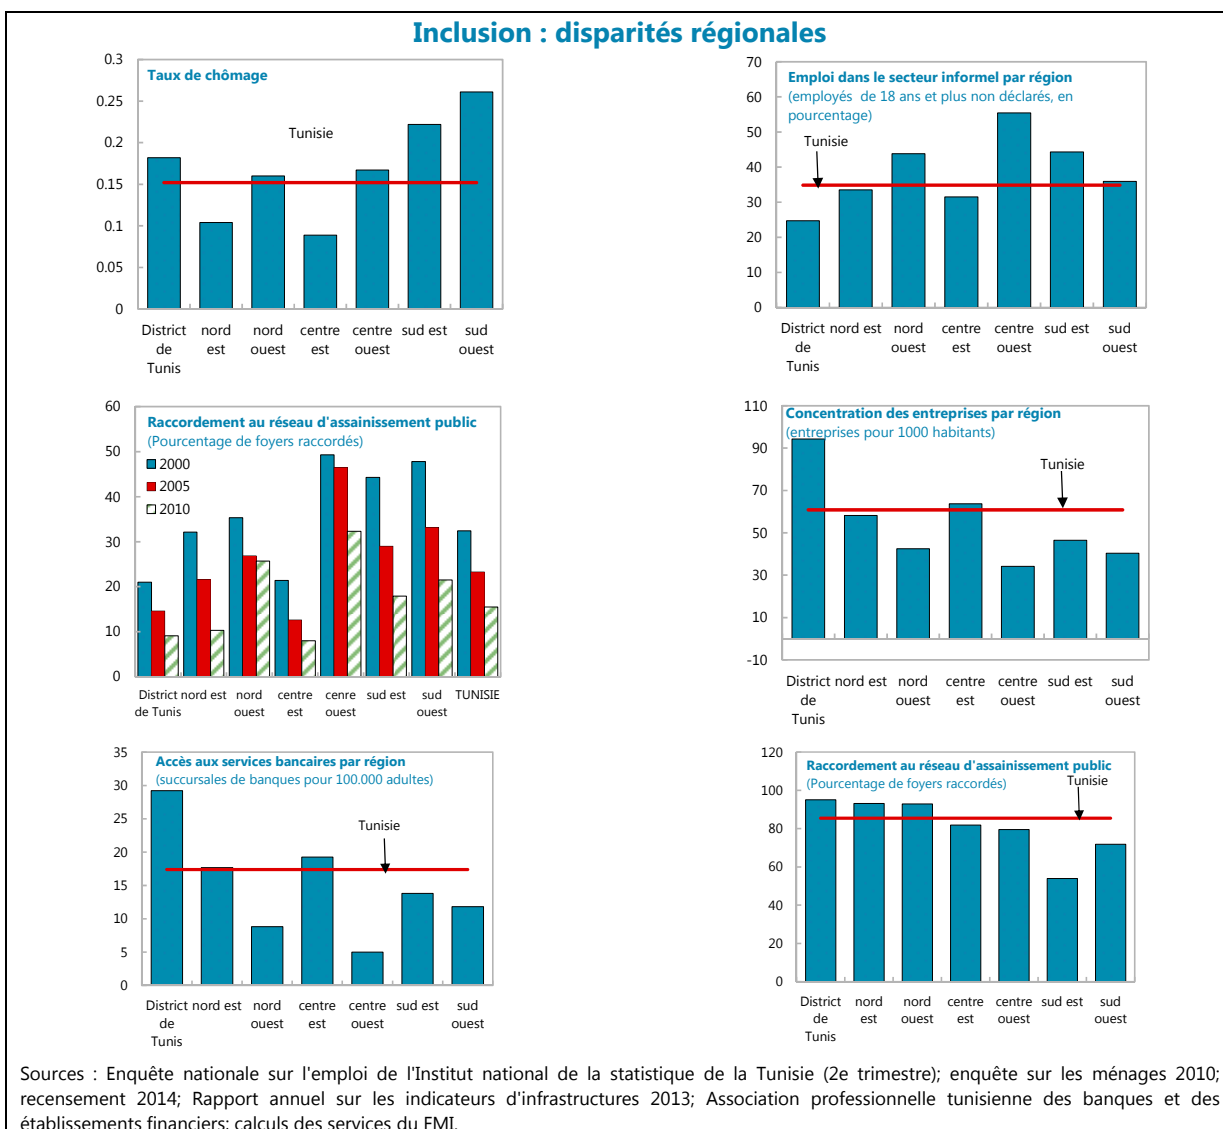 Inclusion : disparités régionales
Taux de chômage
Tunisie
0.3
0.25
0.2
0.15
0.1
0.05
0
District de Tunis
nord est
nord ouest
centre est
centre ouest
sud est
sud ouest
Emploi dans le secteur informel par région
(employés de 18 ans et plus non déclarés, en
pourcentage)
Tunisie
70
60
50
40
30
20
10
0
District de Tunis
nord est
nord ouest
centre est
centre ouest
sud est
sud ouest
Raccordement au réseau d'assainissement public
(Pourcentage de foyers raccordés)
2000
2005
2010
60
50
40
30
20
10
0
District de Tunis
nord est
nord ouest
centre est
cenre ouest
sud est
sud ouest
TUNISIE
Concentration des entreprises par région
(entreprises pour 1000 habitants)
Tunisie
110
90
70
50
30
10
-10
District de Tunis
nord est
nord ouest
centre est
centre ouest
sud est
sud ouest
Accès aux services bancaires par région
(succursales de banques pour 100.000 adultes)
Tunisie
35
30
25
20
15
10
5
0
District de Tunis
nord est
nord ouest
centre est
centre ouest
sud est
sud ouest
Raccordement au réseau d'assainissement public
(Pourcentage de foyers raccordés)
Tunisie
120
100
80
60
40
20
0
District de Tunis
nord est
nord ouest
centre est
centre ouest
sud est
sud ouest
Sources : Enquête nationale sur l'emploi de l'Institut national de la statistique de la Tunisie (2e trimestre); enquête sur les ménages 2010;
recensement 2014; Rapport annuel sur les indicateurs d'infrastructures 2013; Association professionnelle tunisienne des banques et des
établissements financiers; calculs des services du FMI.